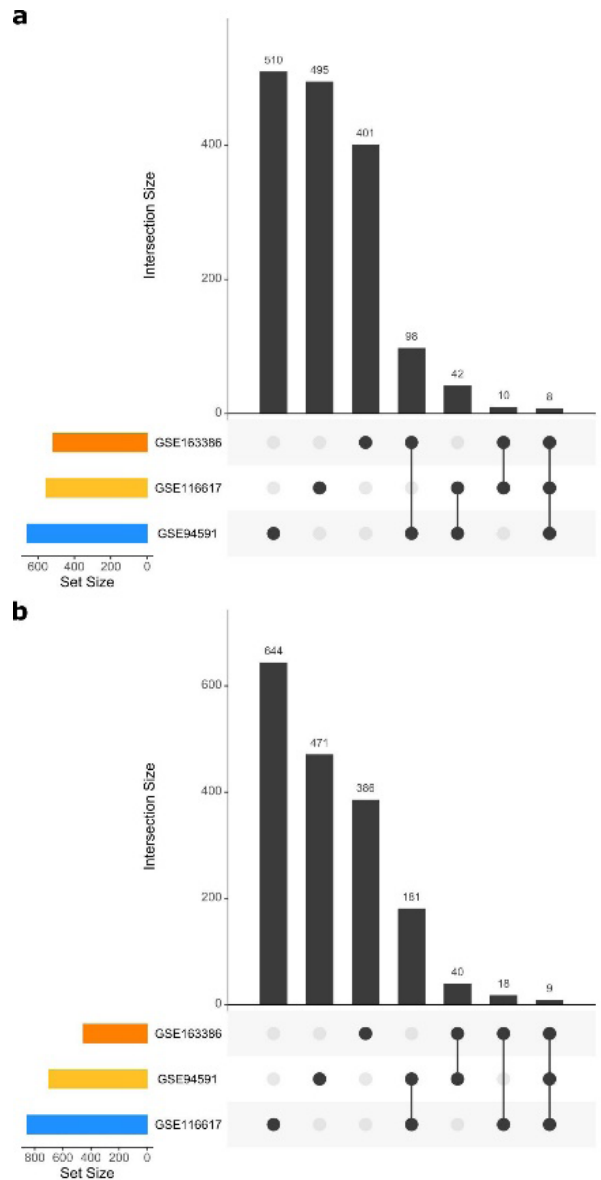 a
510
495
401
98
42
10
8
400
200
0
Intersection Size
GSE163386
GSE116617
GSE94591
600 400 200 0
Set Size
b
644
471
386
181
40
18
9
600
400
200
0
Intersection Size
GSE163386
GSE94591
GSE116617
800 600 400 200 0
Set Size